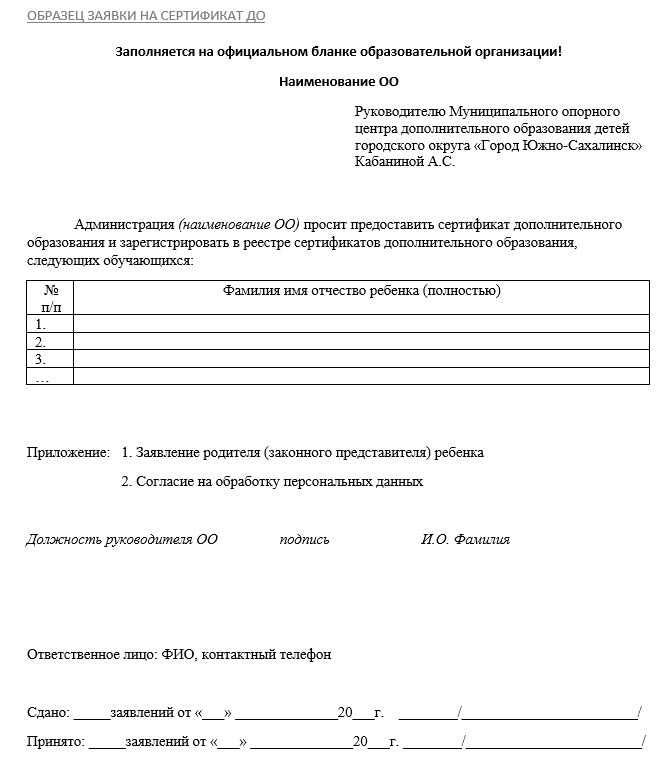 ОБРАЗЕЦ ЗАЯВКИ НА СЕРТИФИКАТ ДО
Заполняется на официальном бланке образовательной организации!
Наименование ОО
Руководителю Муниципального опорного
центра дополнительного образования детей
городского округа «Город Южно-Сахалинск»
Кабаниной А.С.
Администрация (наименование ОО) просит предоставить сертификат дополнительного
образования и зарегистрировать в реестре сертификатов дополнительного образования,
следующих обучающихся:
№ Фамилия имя отчество ребенка (полностью)
п/п
1.
2.
3.
…
Приложение: 1. Заявление родителя (законного представителя) ребенка
2. Согласие на обработку персональных данных
Должность руководителя ОО подпись И.О. Фамилия
Ответственное лицо: ФИО, контактный телефон
Сдано: _____заявлений от «___» ______________20___г. ________/________________________/
Принято: _____заявлений от «___» ______________20___г. ________/________________________/